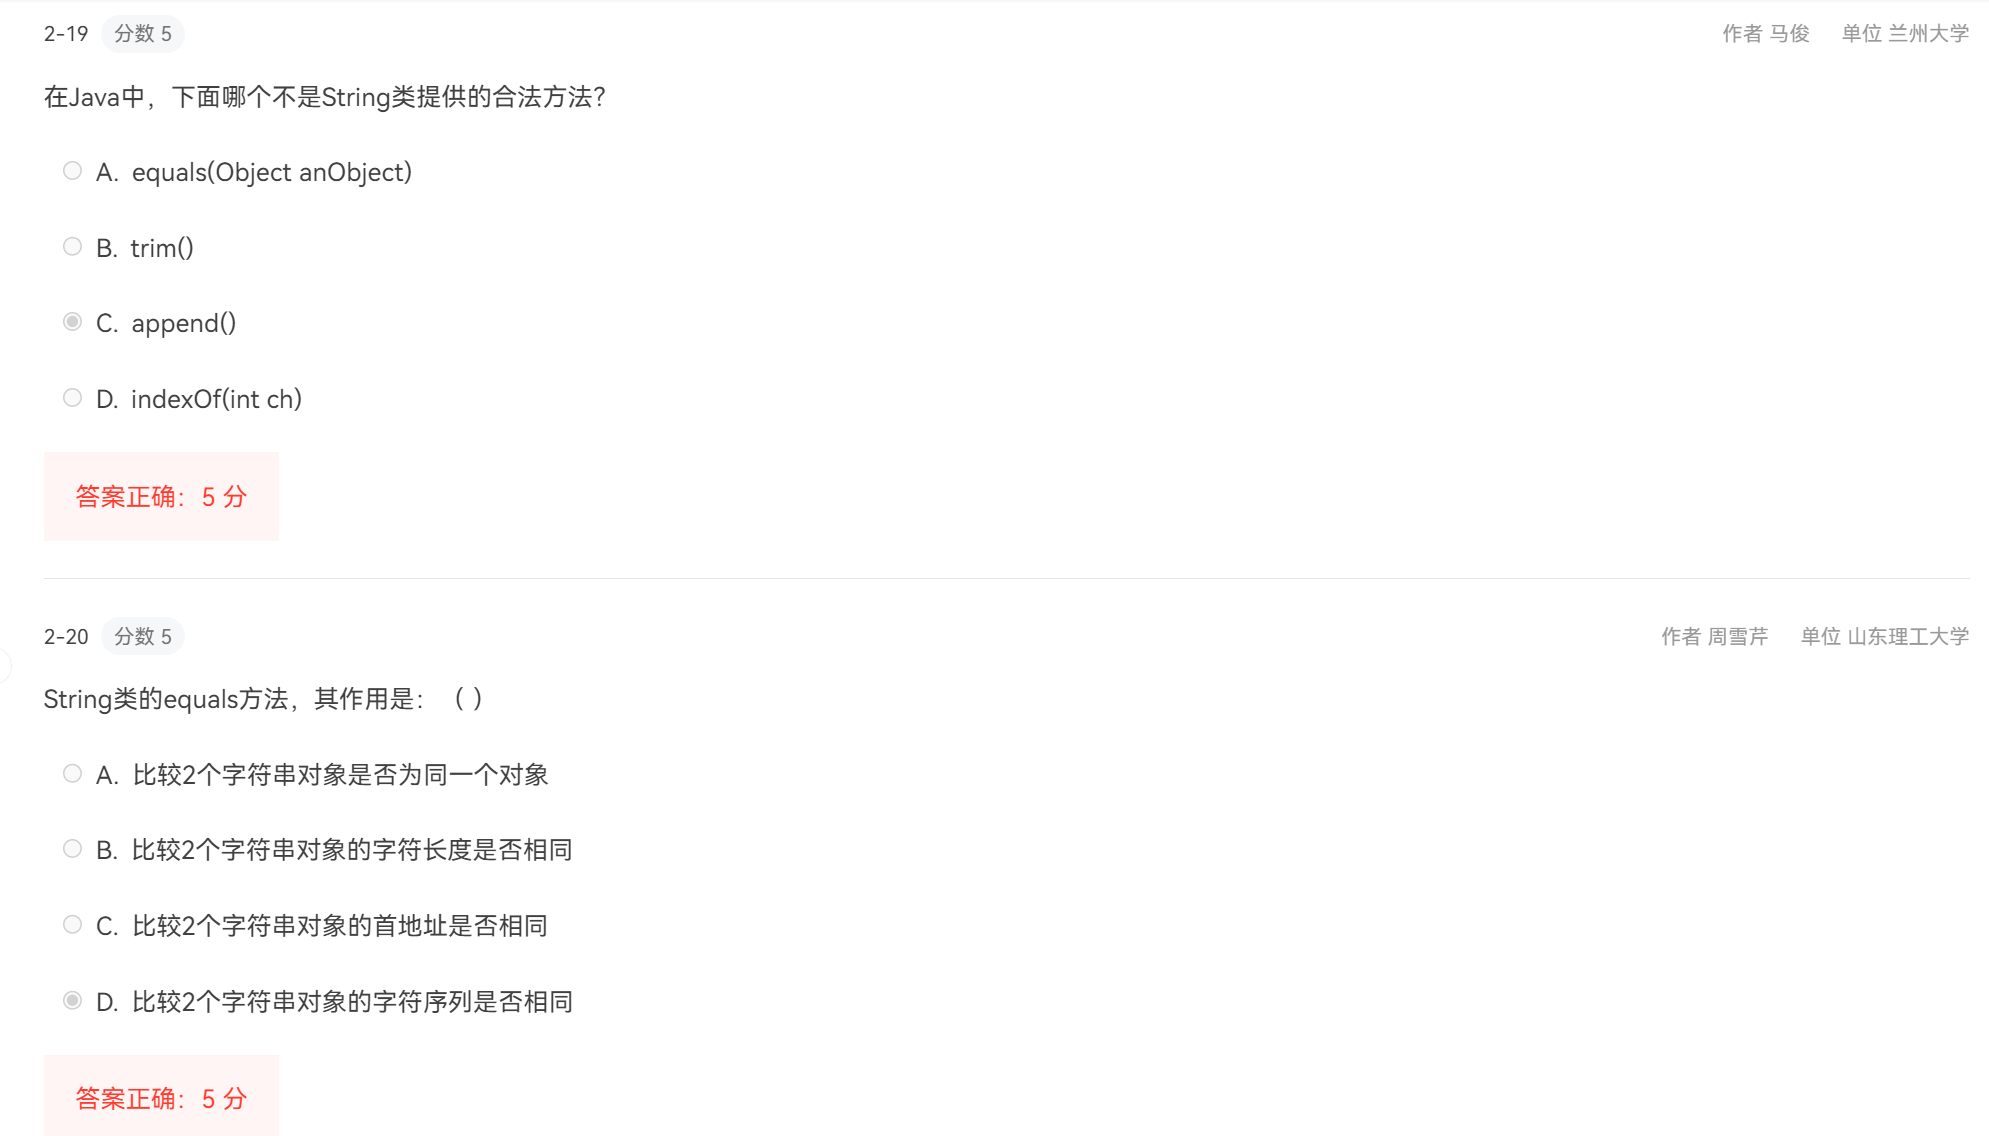 2-19 分数 5 作者 马俊 单位 兰州大学
在Java中，下面哪个不是String类提供的合法方法？
A. equals(Object anObject)
B. trim()
C. append()
D. indexOf(int ch)
答案正确：5 分
2-20 分数 5 作者 周雪芹 单位 山东理工大学
String类的equals方法，其作用是：（ ）
A. 比较2个字符串对象是否为同一个对象
B. 比较2个字符串对象的字符长度是否相同
C. 比较2个字符串对象的首地址是否相同
D. 比较2个字符串对象的字符序列是否相同
答案正确：5 分